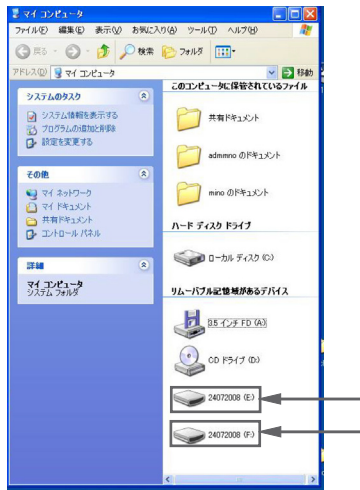 マイ コンピュータ
ファイル(F) 編集(E) 表示(V) お気に入り(A) ツール(T) ヘルプ(H)
戻る 検索 フォルダ
アドレス(D) マイ コンピュータ 移動
システムのタスク
システム情報を表示する
プログラムの追加と削除
設定を変更する
その他
マイ ネットワーク
マイ ドキュメント
共有ドキュメント
コントロール パネル
詳細
マイ コンピュータ
システム フォルダ
このコンピュータに保管されているファイル
共有ドキュメント
admmno のドキュメント
mino のドキュメント
ハード ディスク ドライブ
ローカル ディスク (C:)
リムーバブル記憶域があるデバイス
3.5 インチ FD (A:)
CD ドライブ (D:)
24072008 (E:)
24072008 (F:)